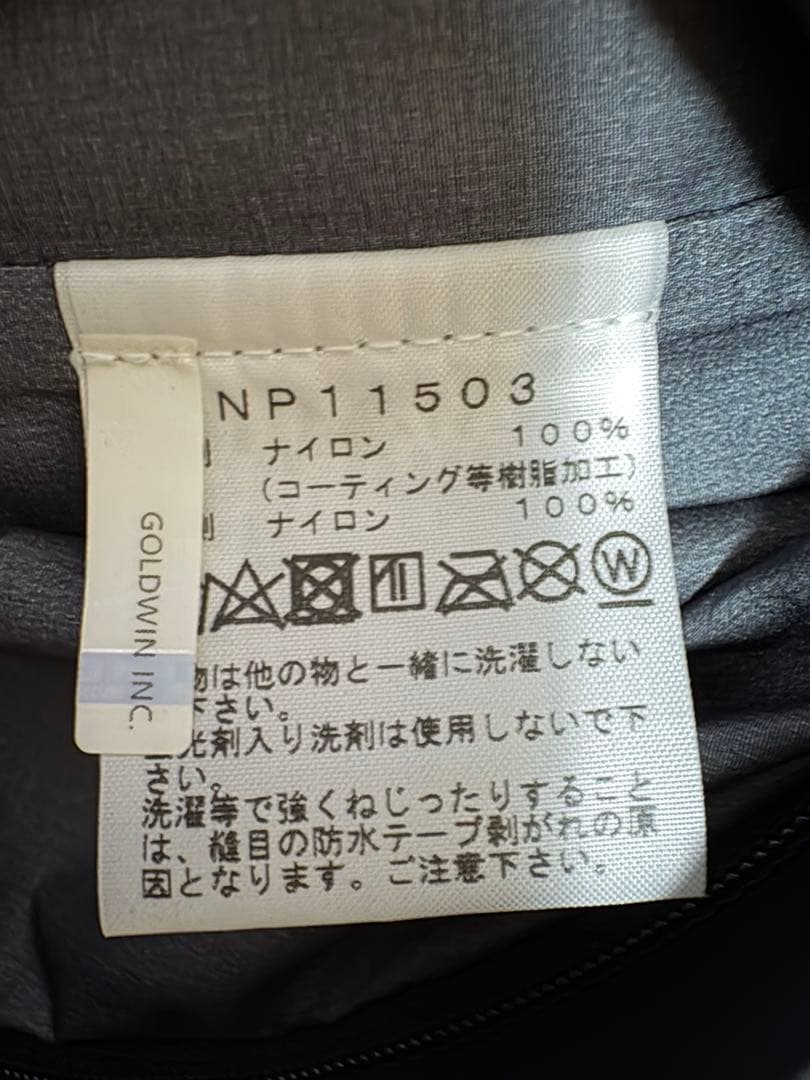 NP11503
ナイロン 100%
(コーティング等樹脂加工)
ナイロン 100%
W
物は他の物と一緒に洗濯しない
下さい。
光剤入り洗剤は使用しないで下
さい。
洗濯等で強くねじったりすること
は、縫目の防水テープ剥がれの原
因となります。ご注意下さい。
GOLDWIN INC.